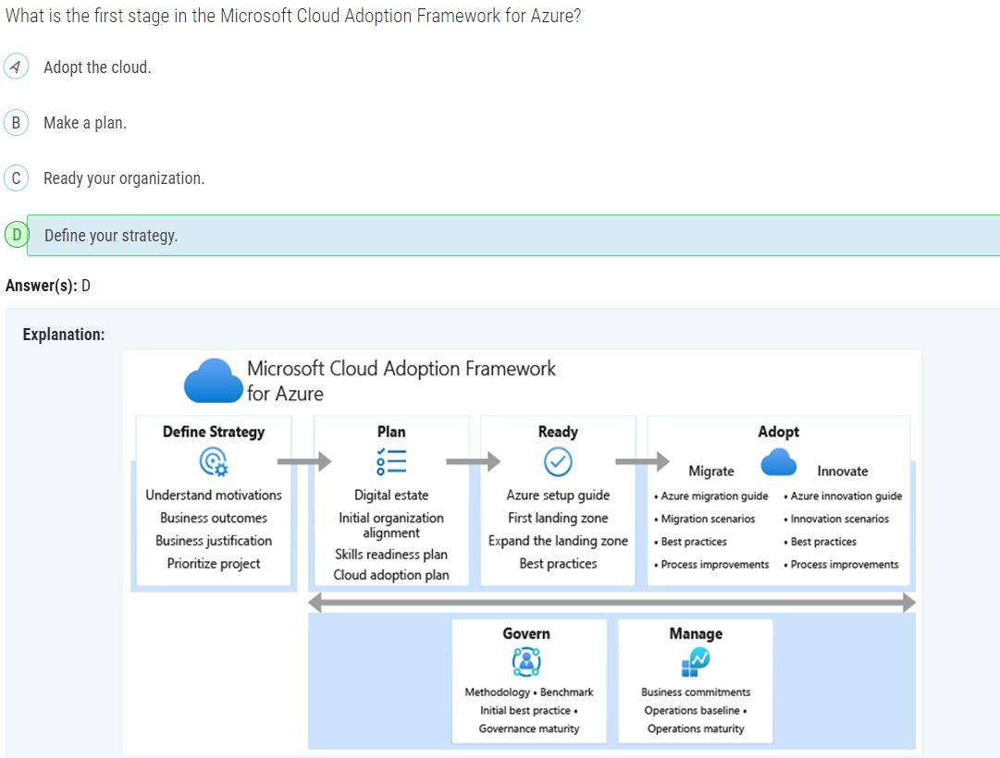 What is the first stage in the Microsoft Cloud Adoption Framework for Azure?
A Adopt the cloud.
B Make a plan.
C Ready your organization.
D Define your strategy.
Answer(s): D
Explanation:
Microsoft Cloud Adoption Framework
for Azure
Define Strategy
Understand motivations
Business outcomes
Business justification
Prioritize project
Plan
Digital estate
Initial organization
alignment
Skills readiness plan
Cloud adoption plan
Ready
Azure setup guide
First landing zone
Expand the landing zone
Best practices
Adopt
Migrate
• Azure migration guide
• Migration scenarios
• Best practices
• Process improvements
Innovate
• Azure innovation guide
• Innovation scenarios
• Best practices
• Process improvements
Govern
Methodology • Benchmark
Initial best practice •
Governance maturity
Manage
Business commitments
Operations baseline •
Operations maturity